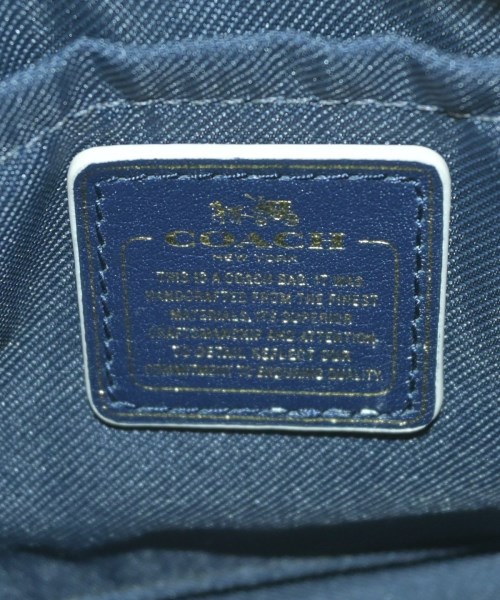 COACH
NEW YORK
THIS IS A COACH BAG. IT WAS
HANDCRAFTED FROM THE FINEST
MATERIALS. ITS SUPERIOR
CRAFTSMANSHIP AND ATTENTION
TO DETAIL REFLECT OUR
COMMITMENT TO ENDURING QUALITY.